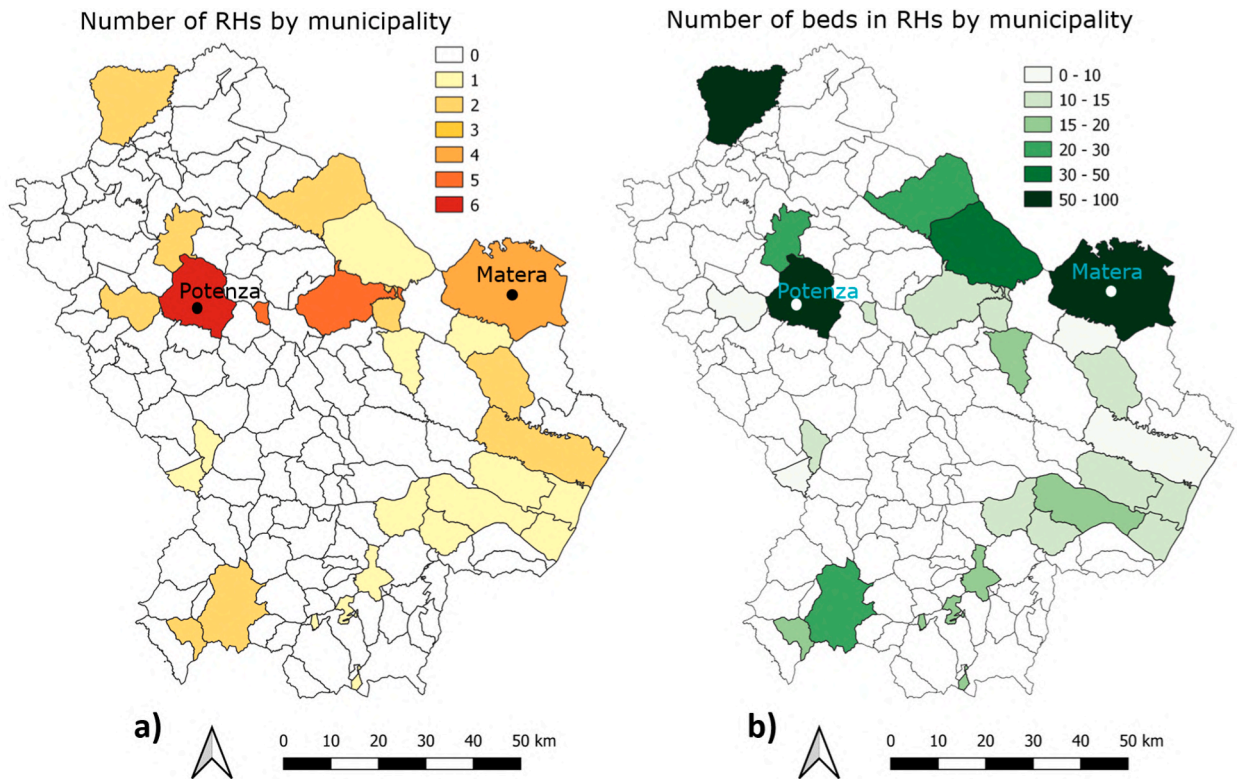 Number of RHs by municipality
0
1
2
3
4
5
6
Matera
Potenza
a)
0 10 20 30 40 50 km
Number of beds in RHs by municipality
0 - 10
10 - 15
15 - 20
20 - 30
30 - 50
50 - 100
Matera
Potenza
b)
0 10 20 30 40 50 km